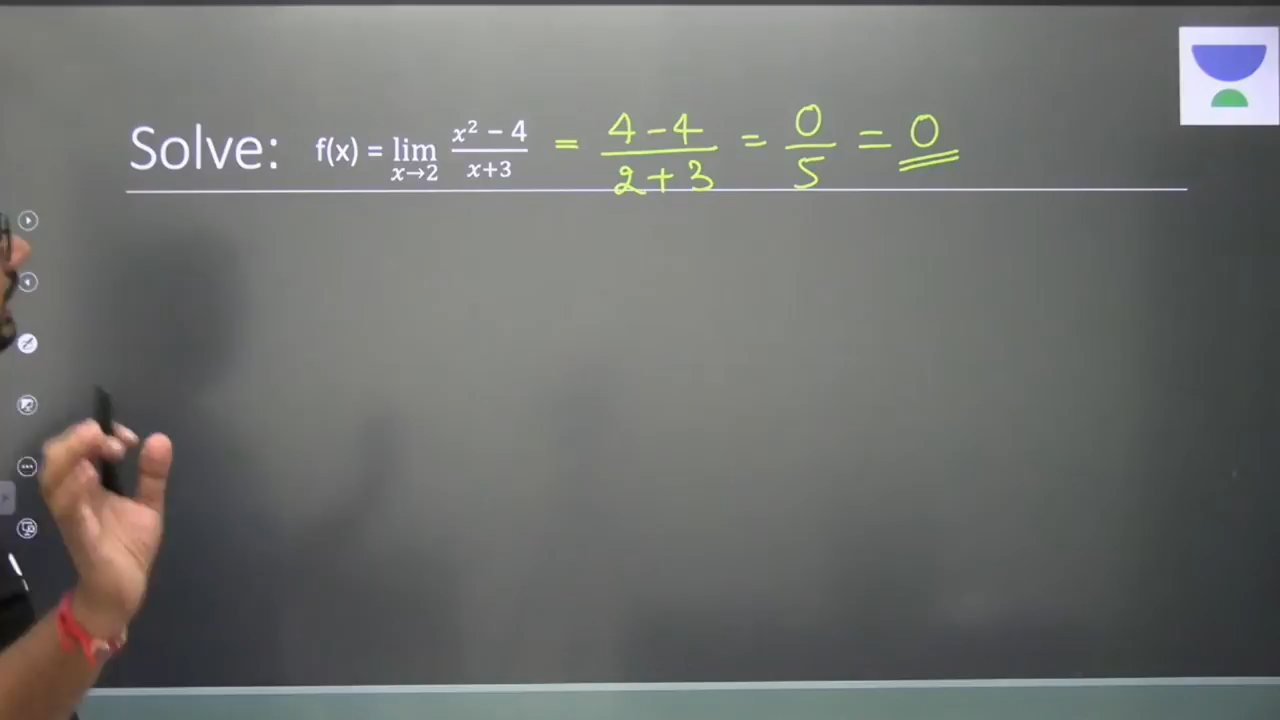 Solve: f(x) = lim x→2 (x² − 4)/(x+3) = (4−4)/(2+3) = 0/5 = 0